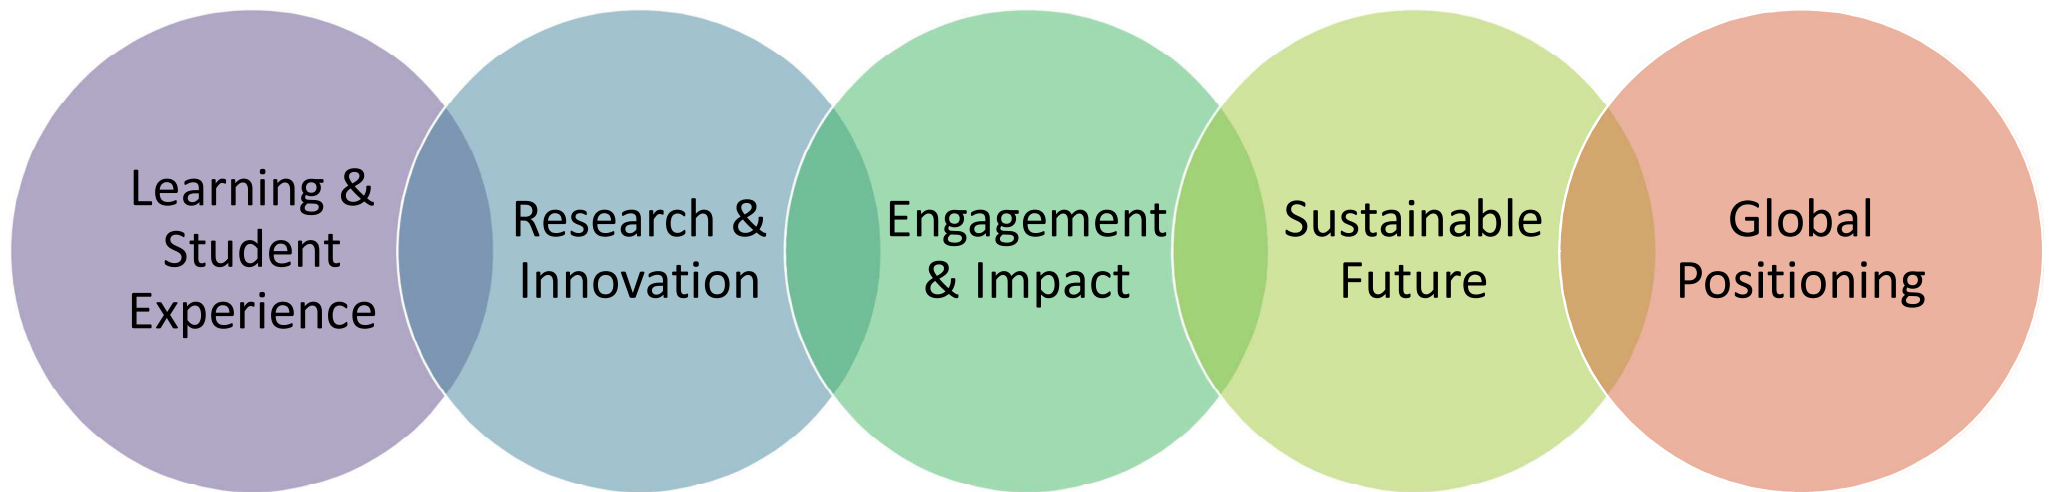 Learning &
Student
Experience
Research &
Innovation
Engagement
& Impact
Sustainable
Future
Global
Positioning